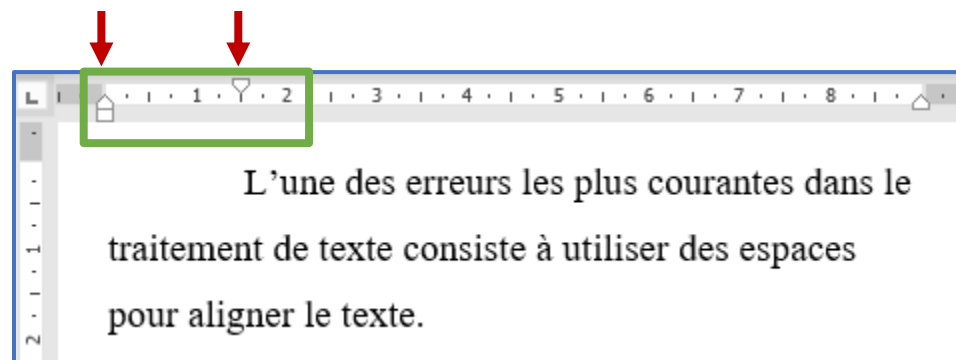 L 1 2 3 4 5 6 7 8
L’une des erreurs les plus courantes dans le
traitement de texte consiste à utiliser des espaces
pour aligner le texte.
1
2